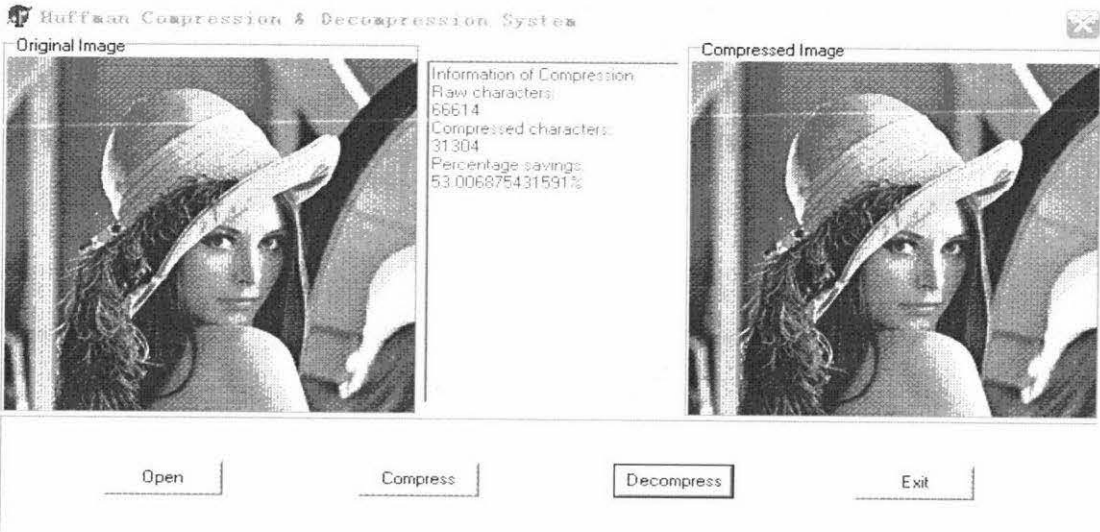 Huffman Compression & Decompression System
Original Image
Information of Compression
Raw characters:
66614
Compressed characters:
31304
Percentage savings:
53.006875431591%
Compressed Image
Open
Compress
Decompress
Exit